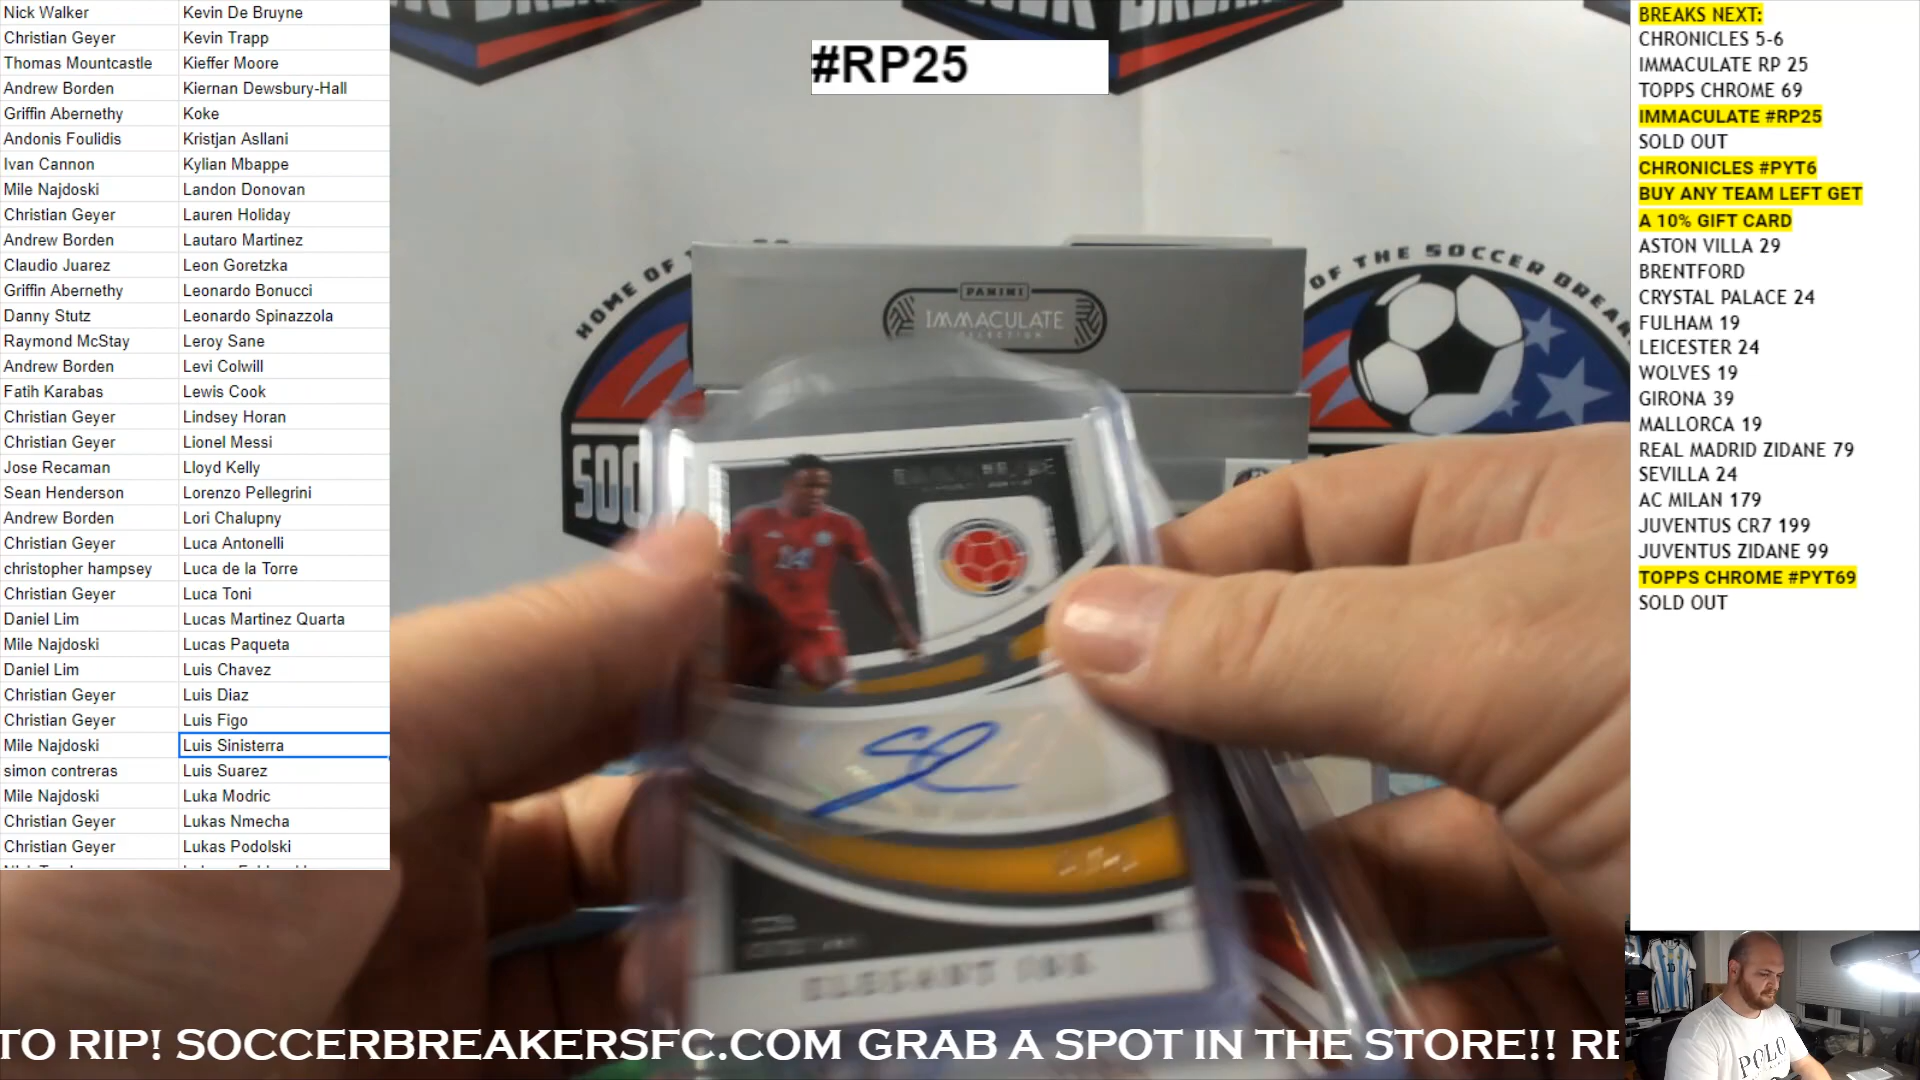 Nick Walker Kevin De Bruyne
Christian Geyer Kevin Trapp
Thomas Mountcastle Kieffer Moore
Andrew Borden Kiernan Dewsbury-Hall
Griffin Abernethy Koke
Andonis Foulidis Kristjan Asllani
Ivan Cannon Kylian Mbappe
Mile Najdoski Landon Donovan
Christian Geyer Lauren Holiday
Andrew Borden Lautaro Martinez
Claudio Juarez Leon Goretzka
Griffin Abernethy Leonardo Bonucci
Danny Stutz Leonardo Spinazzola
Raymond McStay Leroy Sane
Andrew Borden Levi Colwill
Fatih Karabas Lewis Cook
Christian Geyer Lindsey Horan
Christian Geyer Lionel Messi
Jose Recaman Lloyd Kelly
Sean Henderson Lorenzo Pellegrini
Andrew Borden Lori Chalupny
Christian Geyer Luca Antonelli
christopher hampsey Luca de la Torre
Christian Geyer Luca Toni
Daniel Lim Lucas Martinez Quarta
Mile Najdoski Lucas Paqueta
Daniel Lim Luis Chavez
Christian Geyer Luis Diaz
Christian Geyer Luis Figo
Mile Najdoski Luis Sinisterra
simon contreras Luis Suarez
Mile Najdoski Luka Modric
Christian Geyer Lukas Nmecha
Christian Geyer Lukas Podolski
#RP25
HOME OF
OF THE SOCCER BREAK
PANINI
IMMACULATE
COLLECTION
SOC
14
ELEGANT INK
BREAKS NEXT:
CHRONICLES 5-6
IMMACULATE RP 25
TOPPS CHROME 69
IMMACULATE #RP25
SOLD OUT
CHRONICLES #PYT6
BUY ANY TEAM LEFT GET
A 10% GIFT CARD
ASTON VILLA 29
BRENTFORD
CRYSTAL PALACE 24
FULHAM 19
LEICESTER 24
WOLVES 19
GIRONA 39
MALLORCA 19
REAL MADRID ZIDANE 79
SEVILLA 24
AC MILAN 179
JUVENTUS CR7 199
JUVENTUS ZIDANE 99
TOPPS CHROME #PYT69
SOLD OUT
POLO
TO RIP! SOCCERBREAKERSFC.COM GRAB A SPOT IN THE STORE!! RE